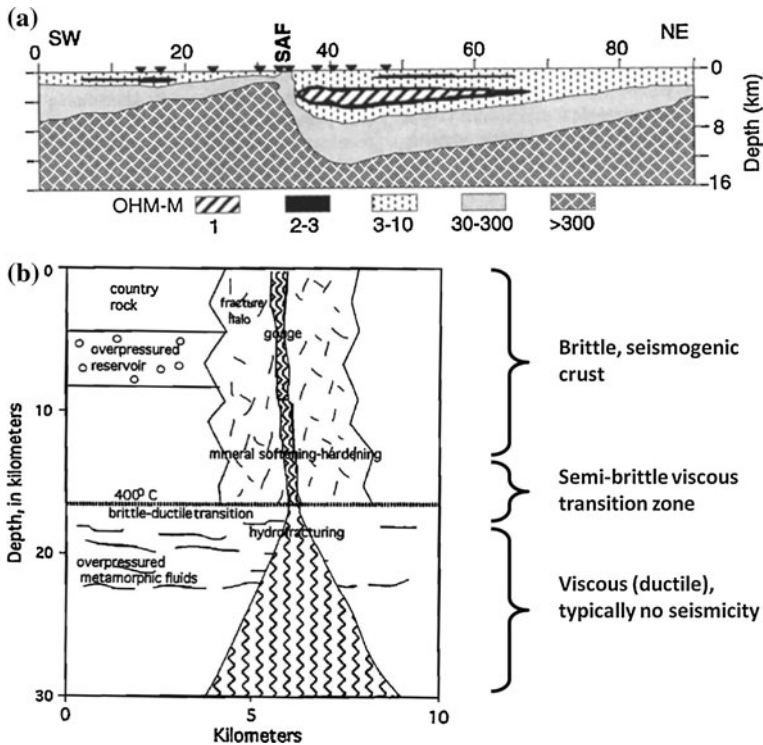 (a)
SW
SAF
NE
0
20
40
60
80
0
4
8
12
16
Depth (km)
OHM-M
1
2-3
3-10
30-300
>300
(b)
0
10
20
30
Depth, in kilometers
country
rock
fracture
halo
gouge
overpressured
reservoir
mineral softening-hardening
400° C
brittle-ductile transition
hydrofracturing
overpressured
metamorphic fluids
0
5
10
Kilometers
Brittle, seismogenic
crust
Semi-brittle viscous
transition zone
Viscous (ductile),
typically no seismicity